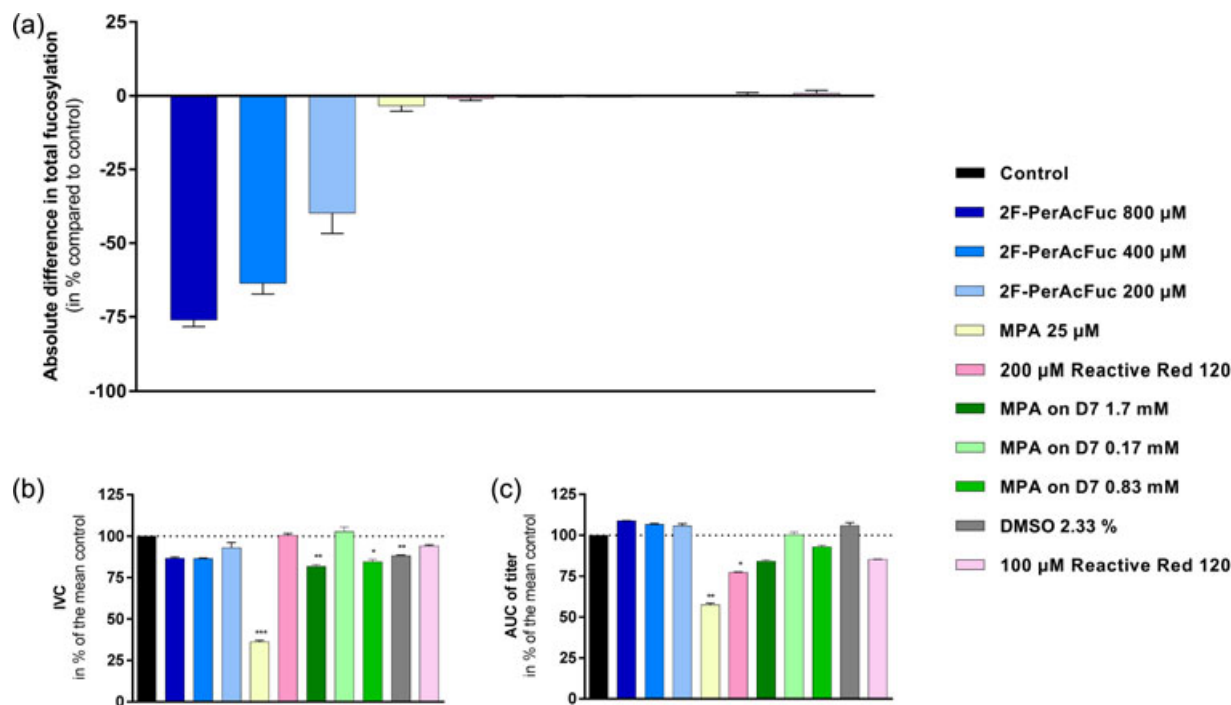 (a)
Absolute difference in total fucosylation
(in % compared to control)
25
0
-25
-50
-75
-100
Control
2F-PerAcFuc 800 µM
2F-PerAcFuc 400 µM
2F-PerAcFuc 200 µM
MPA 25 µM
200 µM Reactive Red 120
MPA on D7 1.7 mM
MPA on D7 0.17 mM
MPA on D7 0.83 mM
DMSO 2.33 %
100 µM Reactive Red 120
(b)
IVC
in % of the mean control
125
100
75
50
25
0
***
**
*
**
(c)
AUC of titer
in % of the mean control
125
100
75
50
25
0
**
*